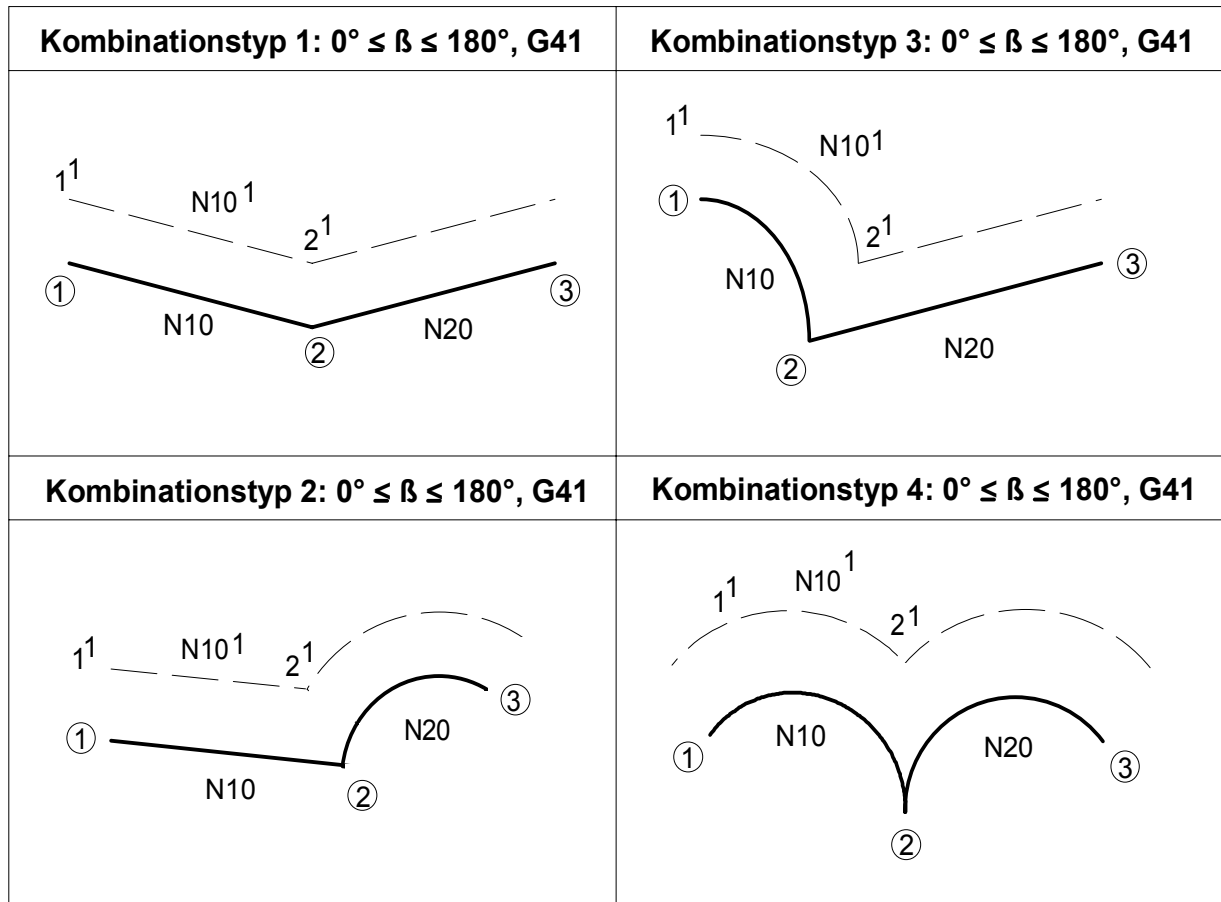 Kombinationstyp 1: 0° ≤ ß ≤ 180°, G41
1¹
N10¹
2¹
①
③
N10
N20
②
Kombinationstyp 3: 0° ≤ ß ≤ 180°, G41
1¹
N10¹
①
2¹
N10
③
N20
②
Kombinationstyp 2: 0° ≤ ß ≤ 180°, G41
1¹
N10¹
2¹
①
③
N20
N10
②
Kombinationstyp 4: 0° ≤ ß ≤ 180°, G41
1¹
N10¹
2¹
①
N10
N20
③
②